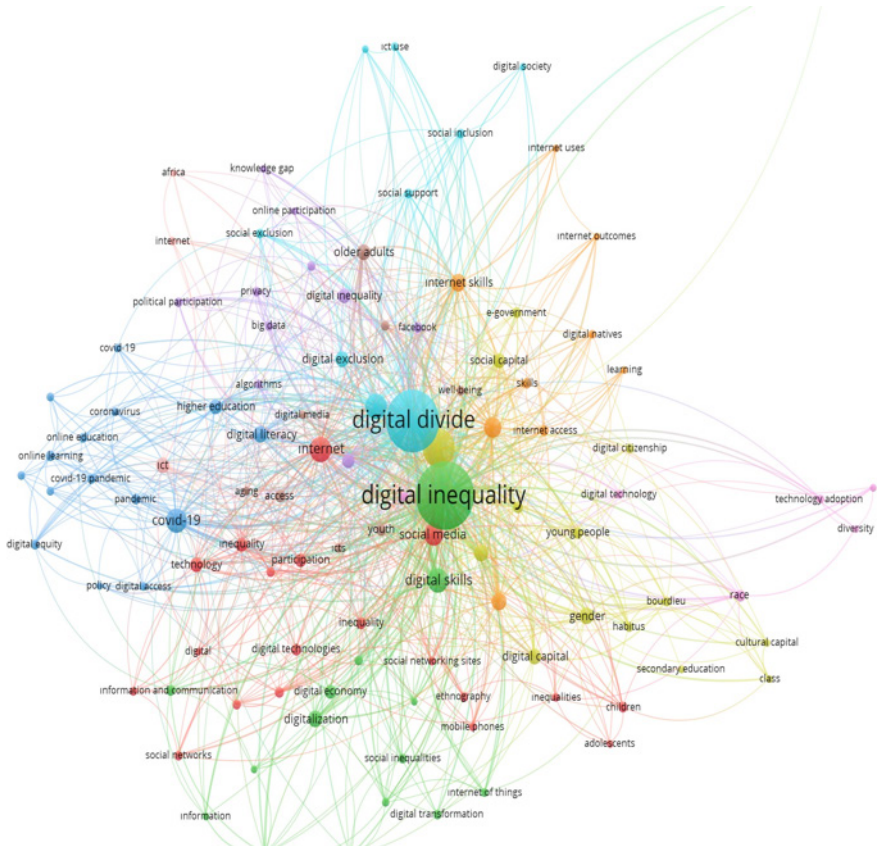 ict use
digital society
social inclusion
internet uses
knowledge gap
africa
social support
online participation
social exclusion
internet
internet outcomes
older adults
internet skills
privacy
digital inequality
political participation
e-government
big data
facebook
digital natives
covid-19
digital exclusion
social capital
learning
algorithms
well-being
skills
higher education
coronavirus
digital media
digital divide
internet access
online education
digital literacy
internet
digital citizenship
online learning
ict
covid-19 pandemic
aging
access
digital inequality
digital technology
pandemic
technology adoption
covid-19
youth
social media
young people
diversity
digital equity
inequality
icts
technology
participation
digital skills
policy
digital access
race
bourdieu
gender
inequality
habitus
cultural capital
digital
digital technologies
social networking sites
digital capital
secondary education
class
information and communication
digital economy
ethnography
inequalities
children
digitalization
mobile phones
adolescents
social networks
social inequalities
internet of things
information
digital transformation